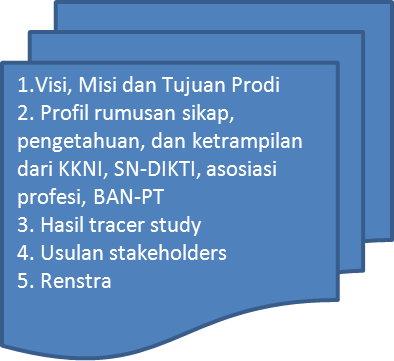 1.Visi, Misi dan Tujuan Prodi
2. Profil rumusan sikap,
pengetahuan, dan ketrampilan
dari KKNI, SN-DIKTI, asosiasi
profesi, BAN-PT
3. Hasil tracer study
4. Usulan stakeholders
5. Renstra